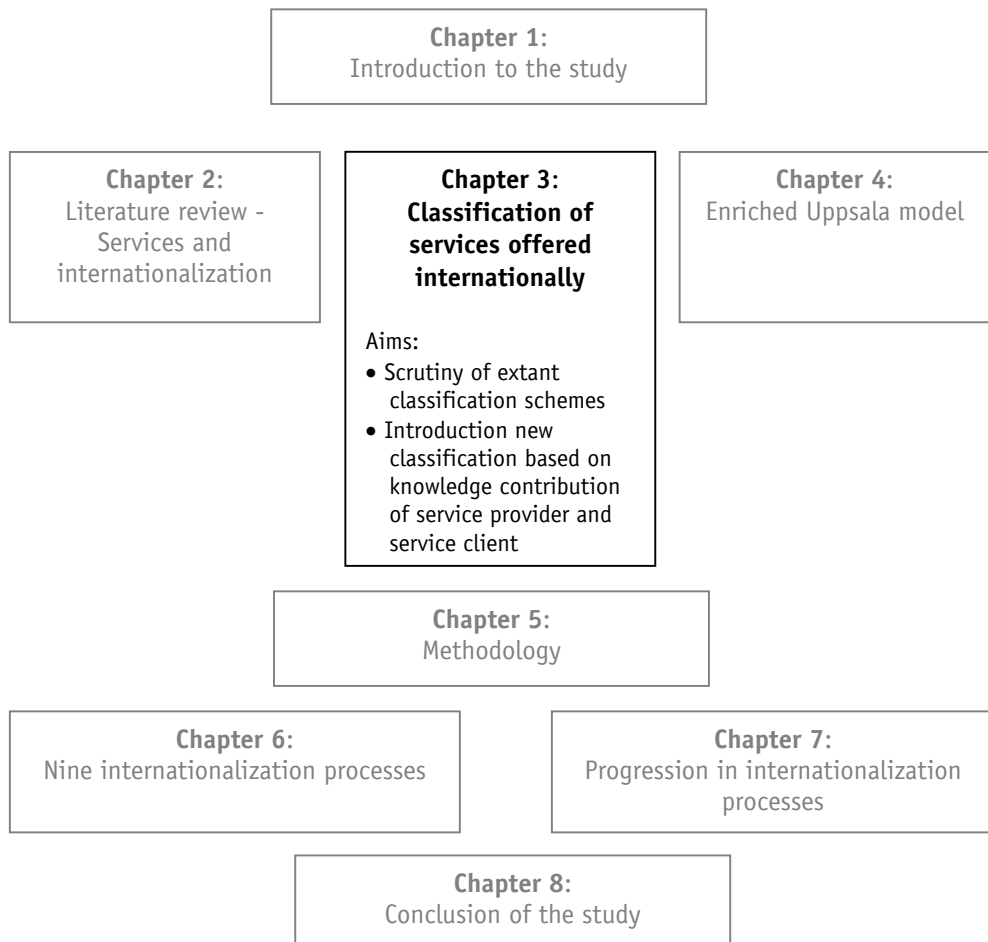 Chapter 1:
Introduction to the study
Chapter 2:
Literature review -
Services and
internationalization
Chapter 3:
Classification of
services offered
internationally
Aims:
• Scrutiny of extant
classification schemes
• Introduction new
classification based on
knowledge contribution
of service provider and
service client
Chapter 4:
Enriched Uppsala model
Chapter 5:
Methodology
Chapter 6:
Nine internationalization processes
Chapter 7:
Progression in internationalization
processes
Chapter 8:
Conclusion of the study